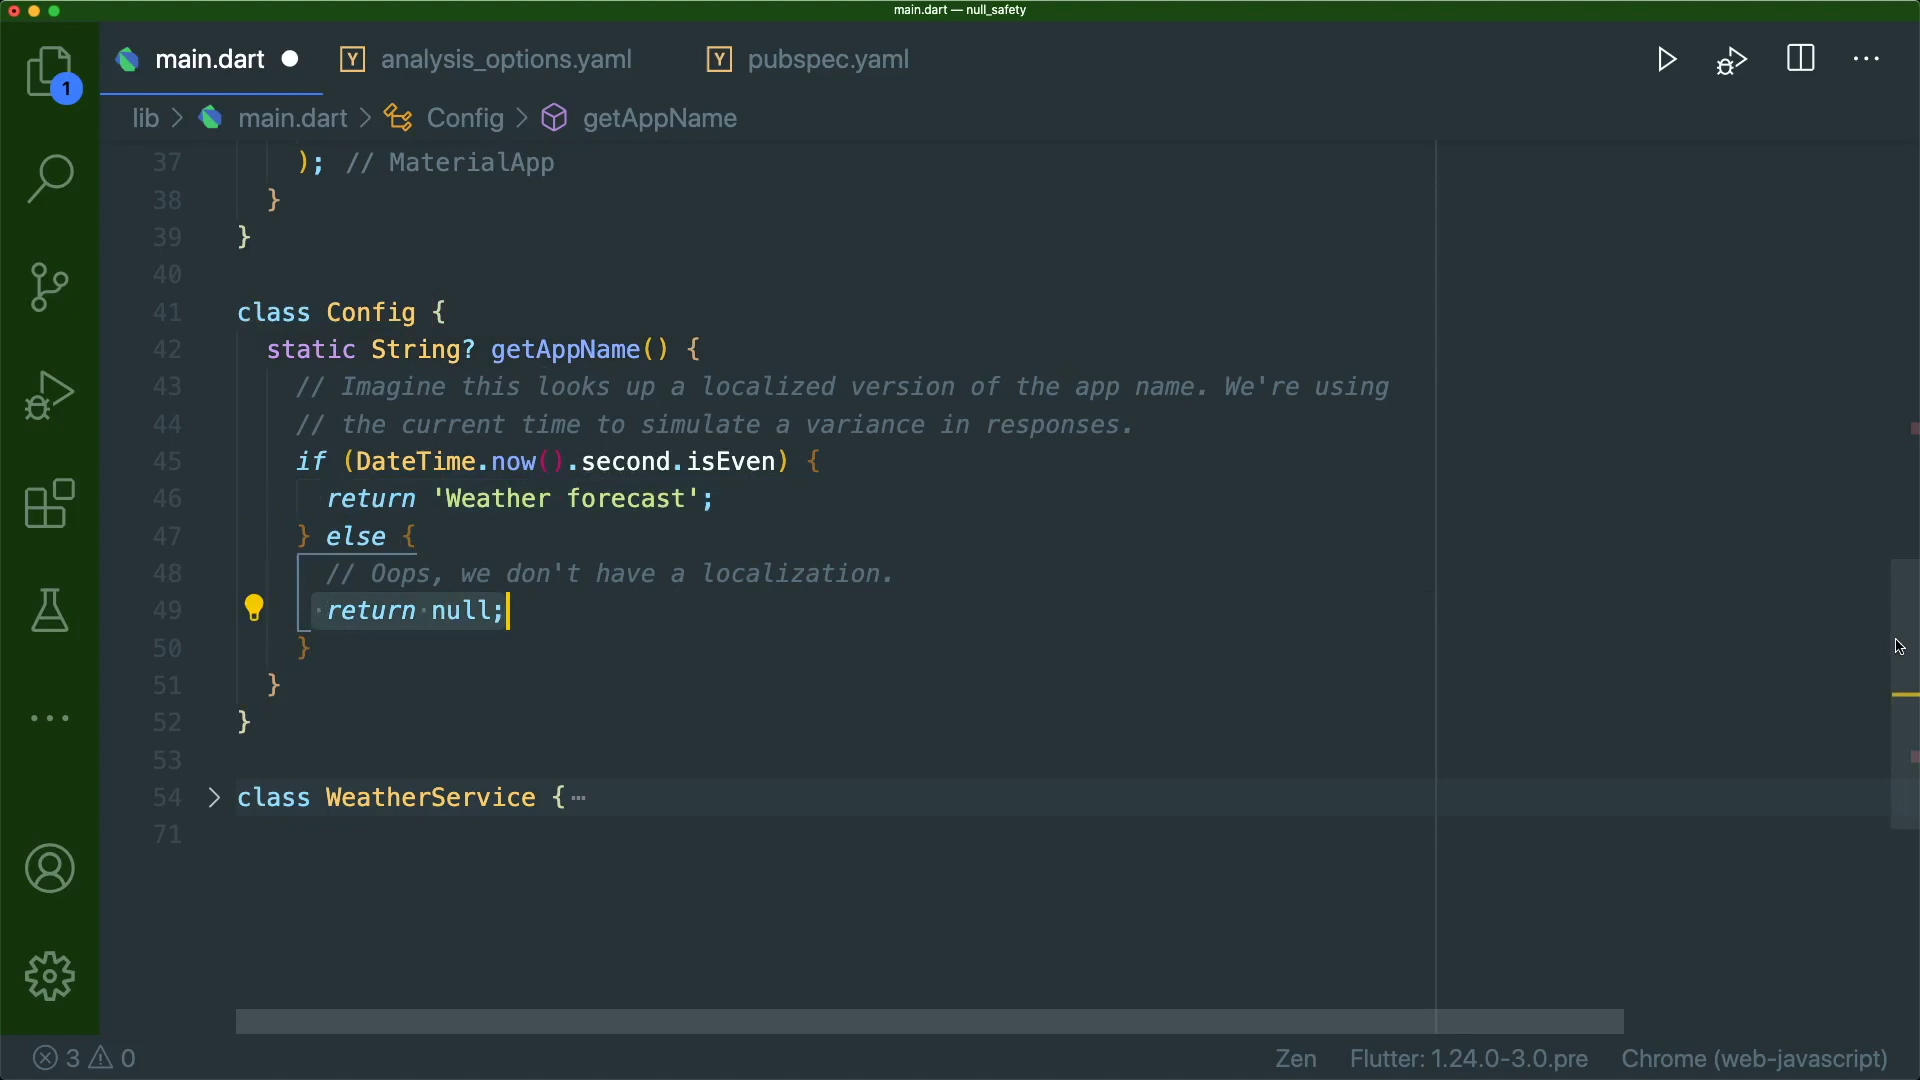 main.dart — null_safety
main.dart analysis_options.yaml pubspec.yaml
1
lib main.dart Config getAppName
37 ); // MaterialApp
38 }
39 }
40
41 class Config {
42 static String? getAppName() {
43 // Imagine this looks up a localized version of the app name. We're using
44 // the current time to simulate a variance in responses.
45 if (DateTime.now().second.isEven) {
46 return 'Weather forecast';
47 } else {
48 // Oops, we don't have a localization.
49 return null;
50 }
51 }
52 }
53
54 class WeatherService {
71
3 0 Zen Flutter: 1.24.0-3.0.pre Chrome (web-javascript)